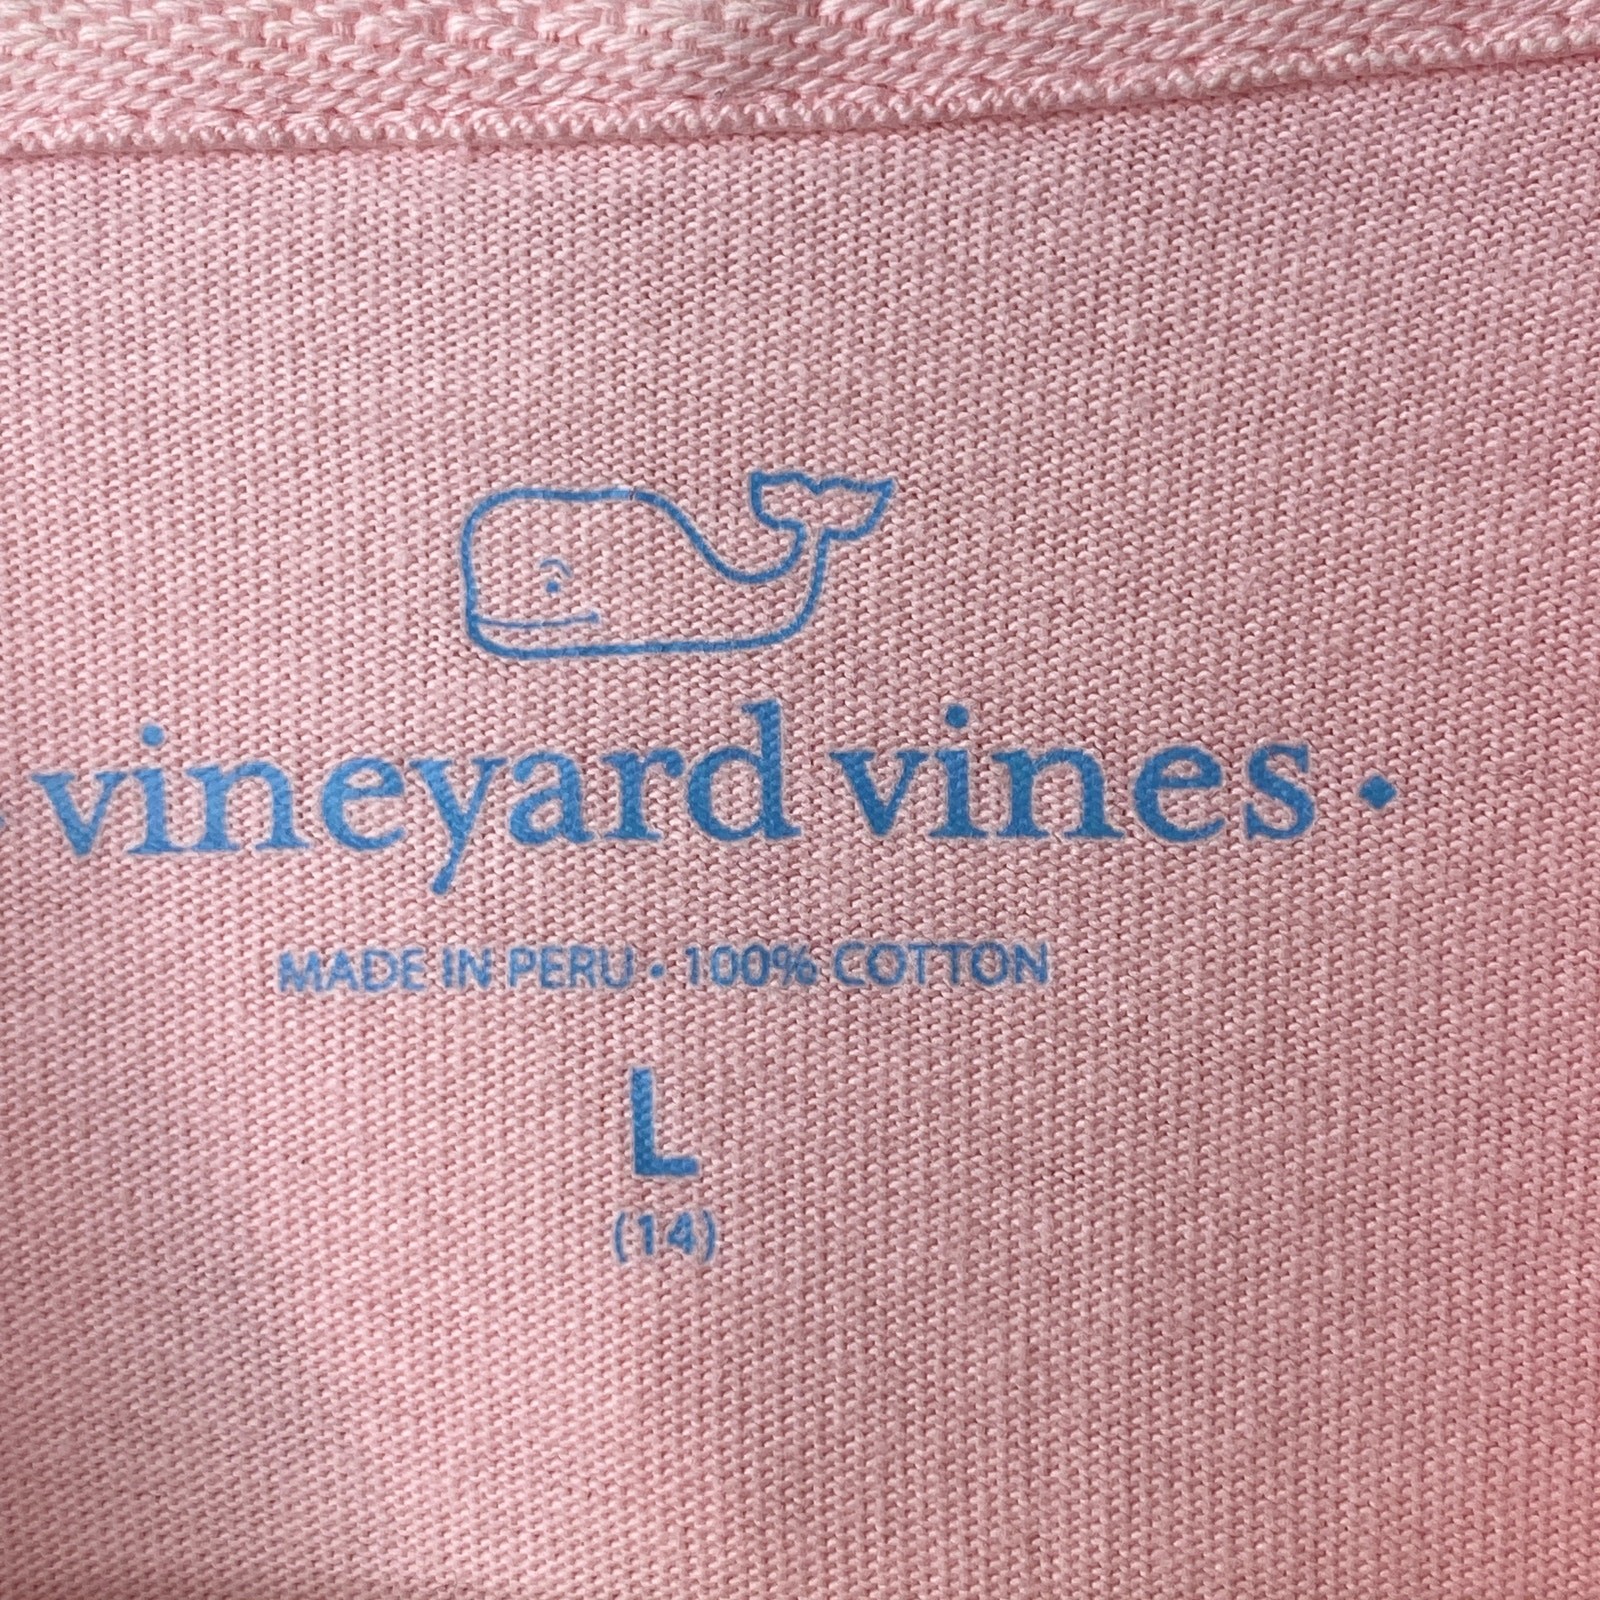 vineyard vines
MADE IN PERU • 100% COTTON
L
(14)